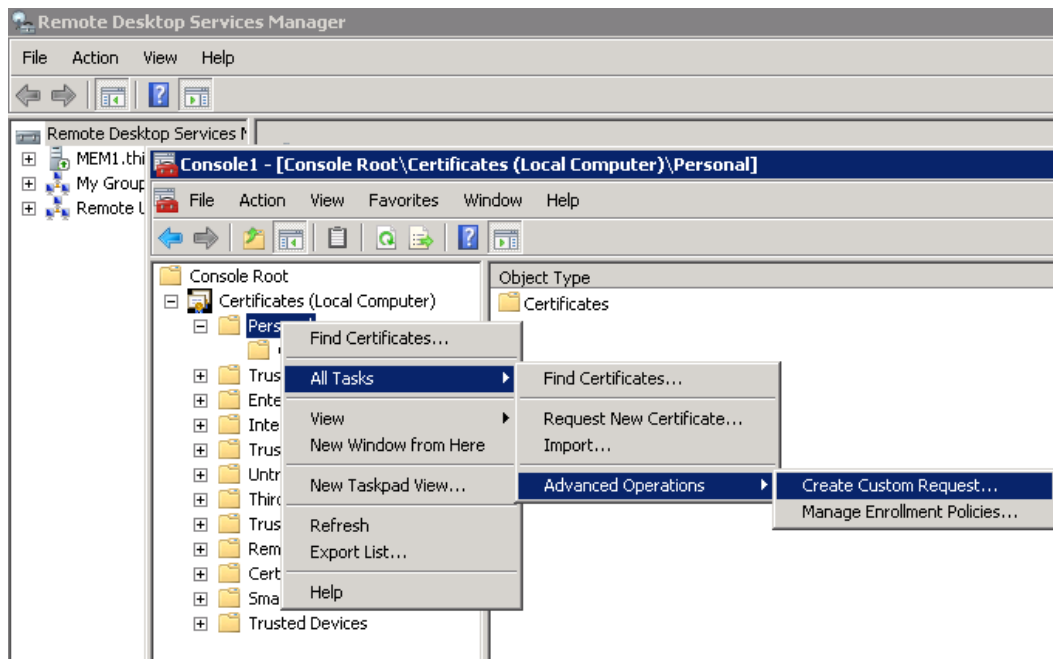 Remote Desktop Services Manager
File Action View Help
Remote Desktop Services
MEM1.thi
My Group
Remote
Console1 - [Console Root\Certificates (Local Computer)\Personal]
File Action View Favorites Window Help
Console Root
Object Type
Certificates (Local Computer)
Certificates
Pers
Find Certificates...
Trus
All Tasks
Find Certificates...
Ente
View
Request New Certificate...
Inte
New Window from Here
Import...
Trus
Untr
New Taskpad View...
Advanced Operations
Create Custom Request...
Thir
Manage Enrollment Policies...
Trus
Refresh
Rem
Export List...
Cert
Help
Sma
Trusted Devices